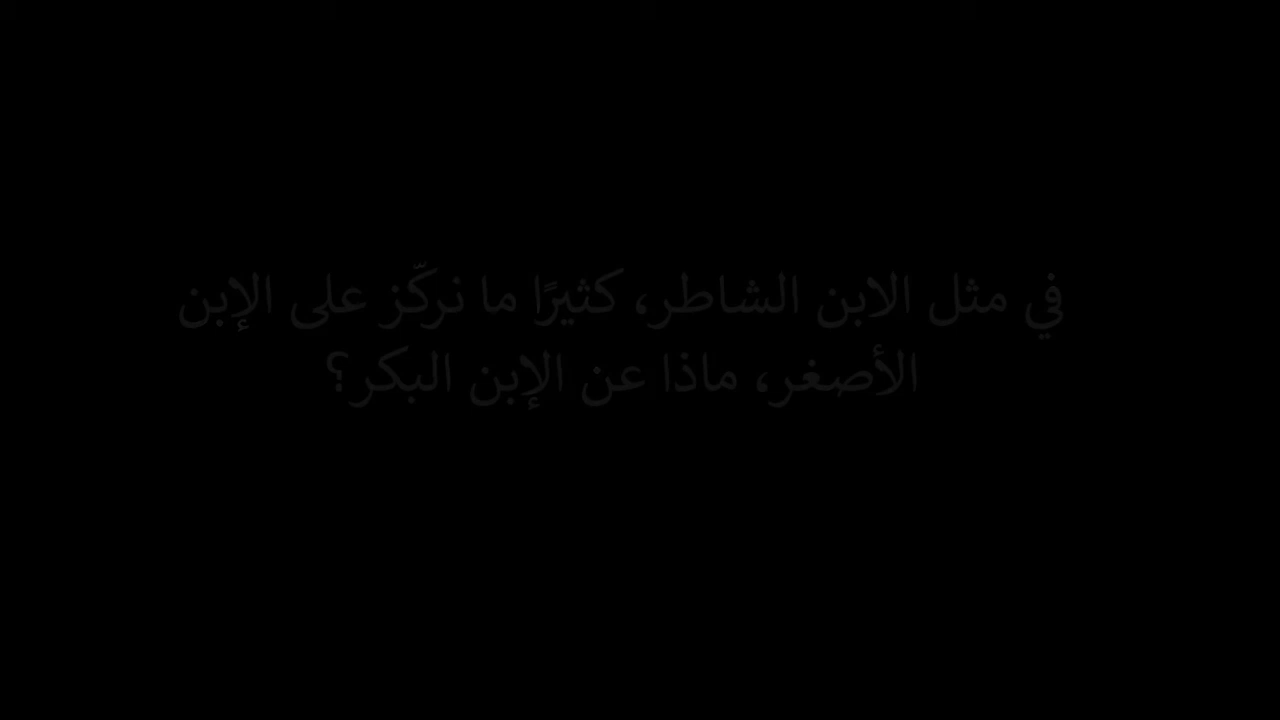 في مثل الابن الشاطر، كثيرًا ما نركّز على الإبن
الأصغر، ماذا عن الإبن البكر؟